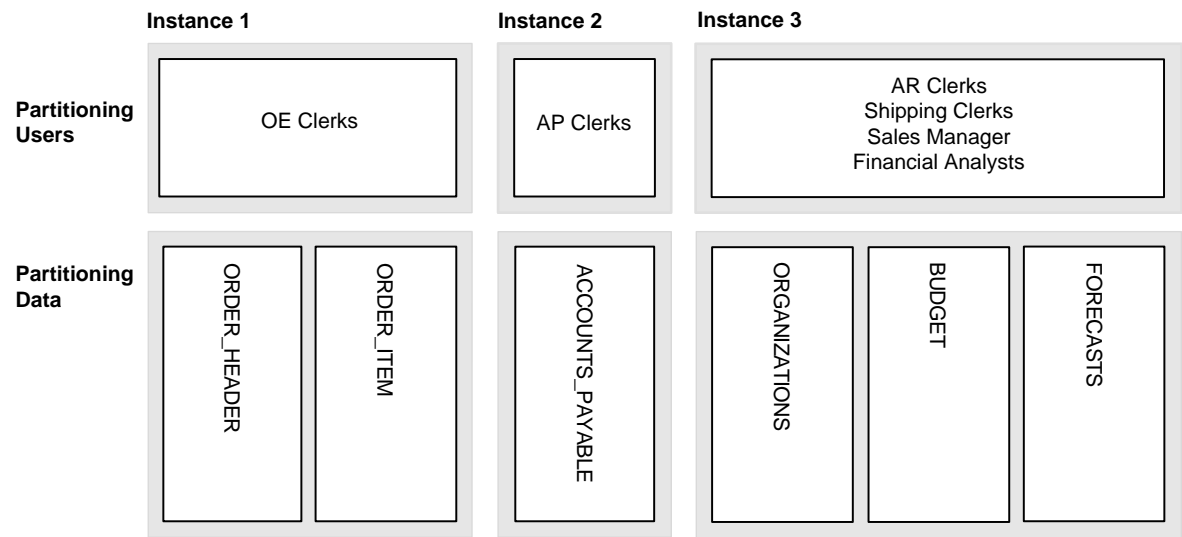 Instance 1
Instance 2
Instance 3
Partitioning
Users
OE Clerks
AP Clerks
AR Clerks
Shipping Clerks
Sales Manager
Financial Analysts
Partitioning
Data
ORDER_HEADER
ORDER_ITEM
ACCOUNTS_PAYABLE
ORGANIZATIONS
BUDGET
FORECASTS